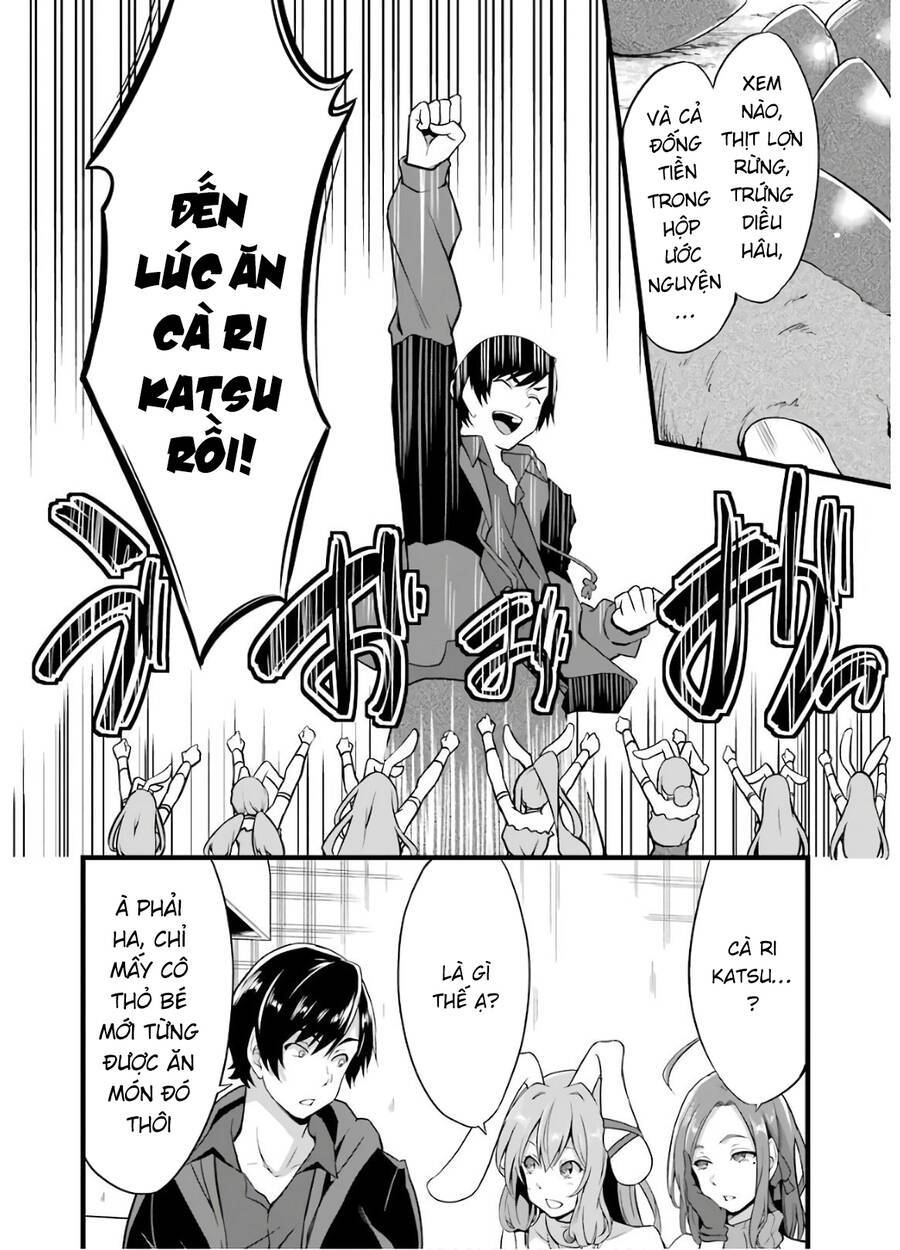 XEM
NÀO,
THỊT LỢN
RỪNG,
TRỨNG
DIỀU
HÂU,
VÀ CẢ
ĐỐNG
TIỀN
TRONG
HỘP
ƯỚC
NGUYỆN
...
ĐẾN
LÚC ĂN
CÀ RI
KATSU
RỒI!
うおまおっ
CÀ RI
KATSU...
?
LÀ GÌ
THẾ Ạ?
À PHẢI
HA, CHỈ
MẤY CÔ
THỎ BÉ
MỚI TỪNG
ĐƯỢC ĂN
MÓN ĐÓ
THÔI